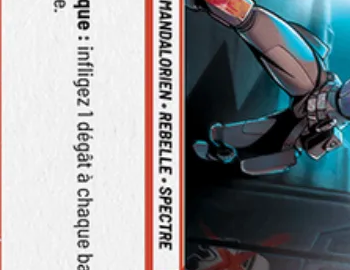 MANDALORIEN • REBELLE • SPECTRE
que : infligez 1 dégât à chaque ba
e.